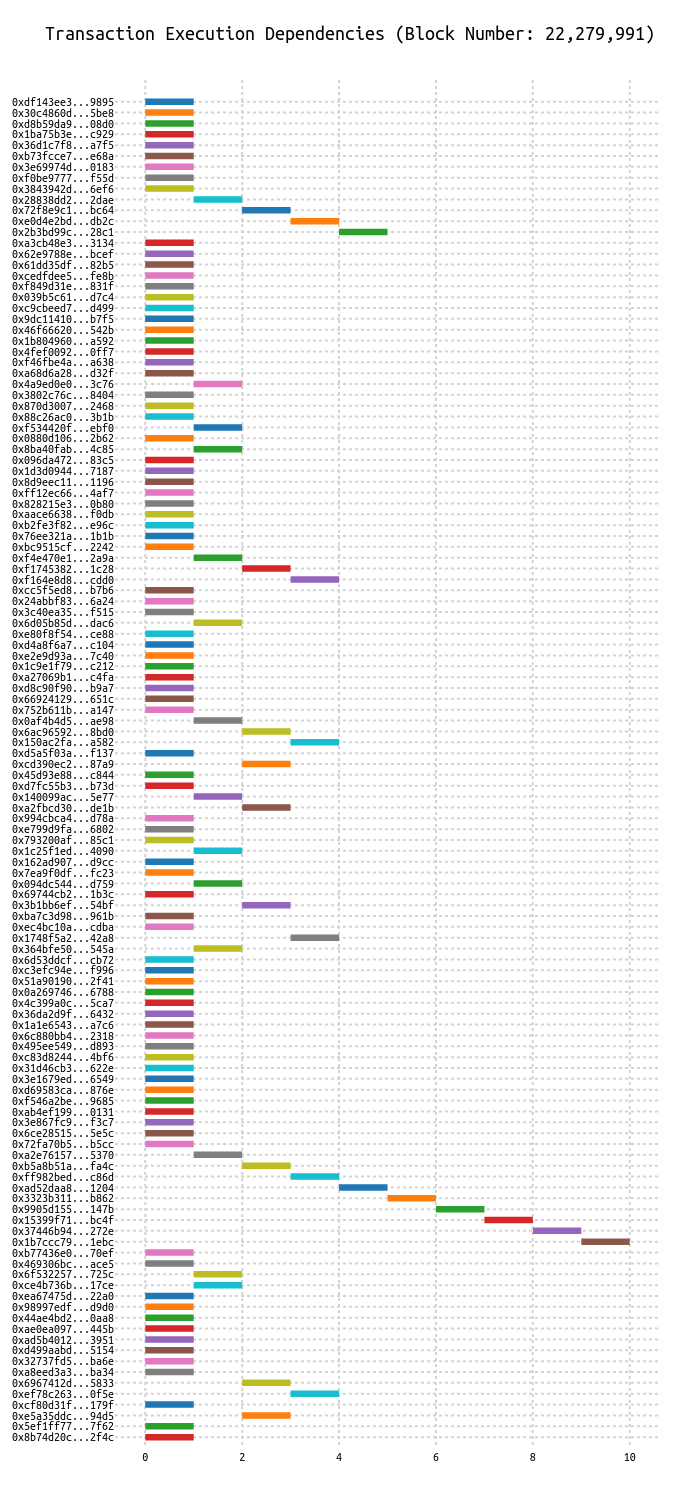 Transaction Execution Dependencies (Block Number: 22,279,991)
0xdf143ee3...9895
0x30c4860d...5be8
0xd8b59da9...08d0
0x1ba75b3e...c929
0x36d1c7f8...a7f5
0xb73fcce7...e68a
0x3e69974d...0183
0xf0be9777...f55d
0x3843942d...6ef6
0x28838dd2...2dae
0x72f8e9c1...bc64
0xe0d4e2bd...db2c
0x2b3bd99c...28c1
0xa3cb48e3...3134
0x62e9788e...bcef
0x61dd35df...82b5
0xcedfdee5...fe8b
0xf849d31e...831f
0x039b5c61...d7c4
0xc9cbeed7...d499
0x9dc11410...b7f5
0x46f66620...542b
0x1b804960...a592
0x4fef0092...0ff7
0xf46fbe4a...a638
0xa68d6a28...d32f
0x4a9ed0e0...3c76
0x3802c76c...8404
0x870d3007...2468
0x88c26ac0...3b1b
0xf534420f...ebf0
0x0880d106...2b62
0x8ba40fab...4c85
0x096da472...83c5
0x1d3d0944...7187
0x8d9eec11...1196
0xff12ec66...4af7
0x828215e3...0b80
0xaace6638...f0db
0xb2fe3f82...e96c
0x76ee321a...1b1b
0xbc9515cf...2242
0xf4e470e1...2a9a
0xf1745382...1c28
0xf164e8d8...cdd0
0xcc5f5ed8...b7b6
0x24abbf83...6a24
0x3c40ea35...f515
0x6d05b85d...dac6
0xe80f8f54...ce88
0xd4a8f6a7...c104
0xe2e9d93a...7c40
0x1c9e1f79...c212
0xa27069b1...c4fa
0xd8c90f90...b9a7
0x66924129...651c
0x752b611b...a147
0x0af4b4d5...ae98
0x6ac96592...8bd0
0x150ac2fa...a582
0xd5a5f03a...f137
0xcd390ec2...87a9
0x45d93e88...c844
0xd7fc55b3...b73d
0x140099ac...5e77
0xa2fbcd30...de1b
0x994cbca4...d78a
0xe799d9fa...6802
0x793200af...85c1
0x1c25f1ed...4090
0x162ad907...d9cc
0x7ea9f0df...fc23
0x094dc544...d759
0x69744cb2...1b3c
0x3b1bb6ef...54bf
0xba7c3d98...961b
0xec4bc10a...cdba
0x1748f5a2...42a8
0x364bfe50...545a
0x6d53ddcf...cb72
0xc3efc94e...f996
0x51a90190...2f41
0x0a269746...6788
0x4c399a0c...5ca7
0x36da2d9f...6432
0x1a1e6543...a7c6
0x6c880bb4...2318
0x495ee549...d893
0xc83d8244...4bf6
0x31d46cb3...622e
0x3e1679ed...6549
0xd69583ca...876e
0xf546a2be...9685
0xab4ef199...0131
0x3e867fc9...f3c7
0x6ce28515...5e5c
0x72fa70b5...b5cc
0xa2e76157...5370
0xb5a8b51a...fa4c
0xff982bed...c86d
0xad52daa8...1204
0x3323b311...b862
0x9905d155...147b
0x15399f71...bc4f
0x37446b94...272e
0x1b7ccc79...1ebc
0xb77436e0...70ef
0x469306bc...ace5
0x6f532257...725c
0xce4b736b...17ce
0xea67475d...22a0
0x98997edf...d9d0
0x44ae4bd2...0aa8
0xae0ea097...445b
0xad5b4012...3951
0xd499aabd...5154
0x32737fd5...ba6e
0xa8eed3a3...ba34
0x6967412d...5833
0xef78c263...0f5e
0xcf80d31f...179f
0xe5a35ddc...94d5
0x5ef1ff77...7f62
0x8b74d20c...2f4c
0 2 4 6 8 10